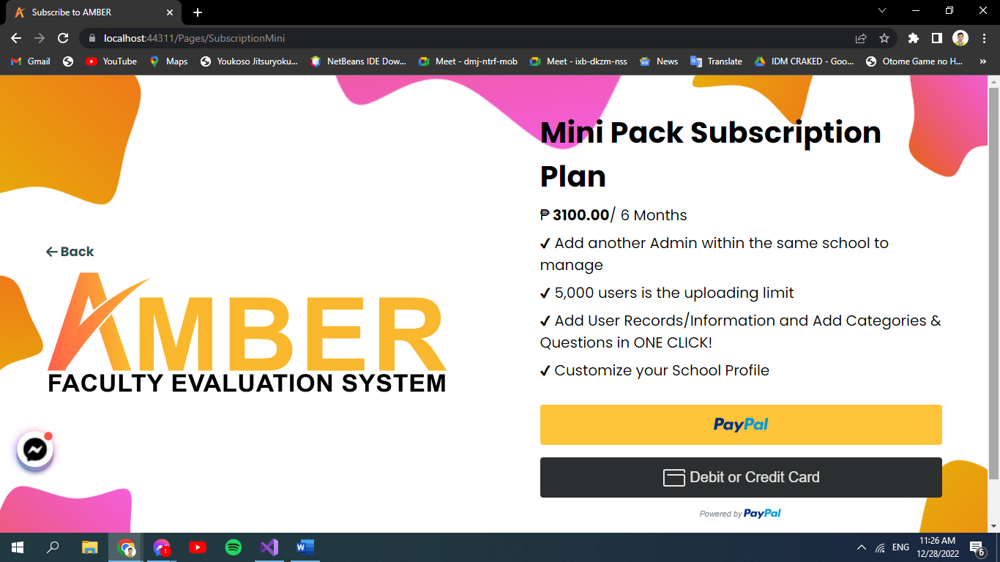 Subscribe to AMBER
localhost:44311/Pages/SubscriptionMini
Gmail
YouTube
Maps
Youkoso Jitsuryoku...
NetBeans IDE Dow...
Meet - dmj-ntrf-mob
Meet - ixb-dkzm-nss
News
Translate
IDM CRAKED - Goo...
Otome Game no H...
»
Mini Pack Subscription
Plan
₱ 3100.00/ 6 Months
✔ Add another Admin within the same school to
manage
✔ 5,000 users is the uploading limit
✔ Add User Records/Information and Add Categories &
Questions in ONE CLICK!
✔ Customize your School Profile
PayPal
Debit or Credit Card
Powered by PayPal
← Back
AMBER
FACULTY EVALUATION SYSTEM
1
ENG
11:26 AM
12/28/2022
6